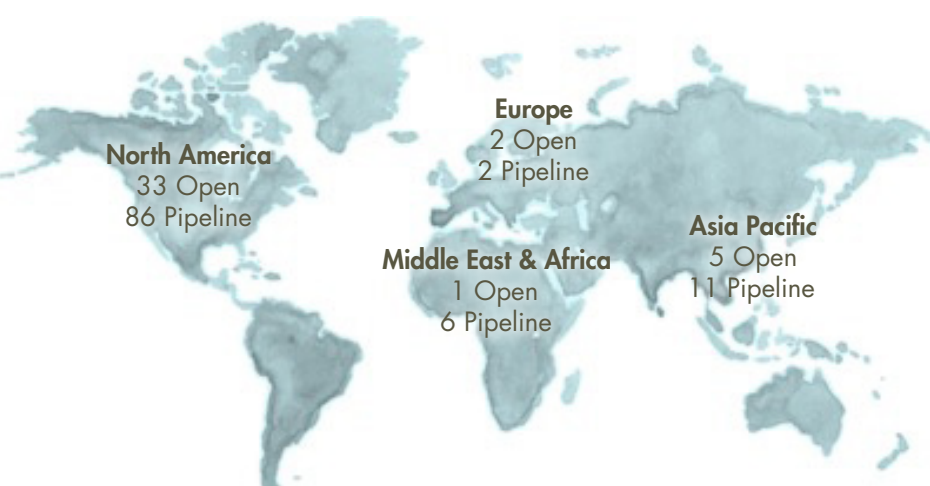 Europe
2 Open
2 Pipeline
North America
33 Open
86 Pipeline
Asia Pacific
5 Open
11 Pipeline
Middle East & Africa
1 Open
6 Pipeline